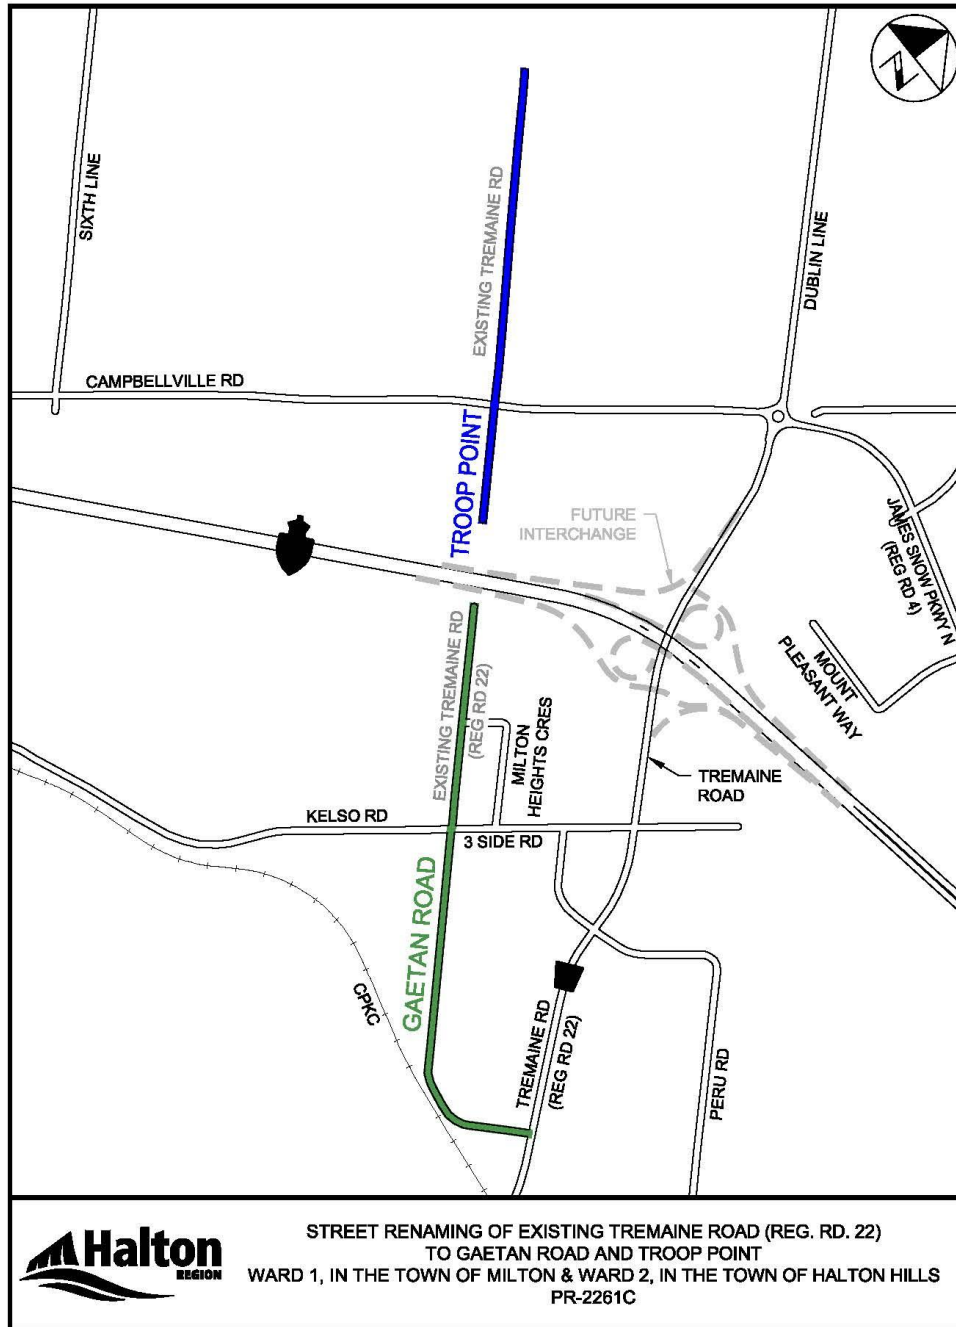 N
SIXTH LINE
EXISTING TREMAINE RD
DUBLIN LINE
CAMPBELLVILLE RD
TROOP POINT
FUTURE
INTERCHANGE
JAMES SNOW PKWY N
(REG RD 4)
EXISTING TREMAINE RD
(REG RD 22)
MOUNT
PLEASANT WAY
MILTON
HEIGHTS CRES
TREMAINE
ROAD
KELSO RD
3 SIDE RD
GAETAN ROAD
CPKC
TREMAINE RD
(REG RD 22)
PERU RD
Halton
REGION
STREET RENAMING OF EXISTING TREMAINE ROAD (REG. RD. 22)
TO GAETAN ROAD AND TROOP POINT
WARD 1, IN THE TOWN OF MILTON & WARD 2, IN THE TOWN OF HALTON HILLS
PR-2261C